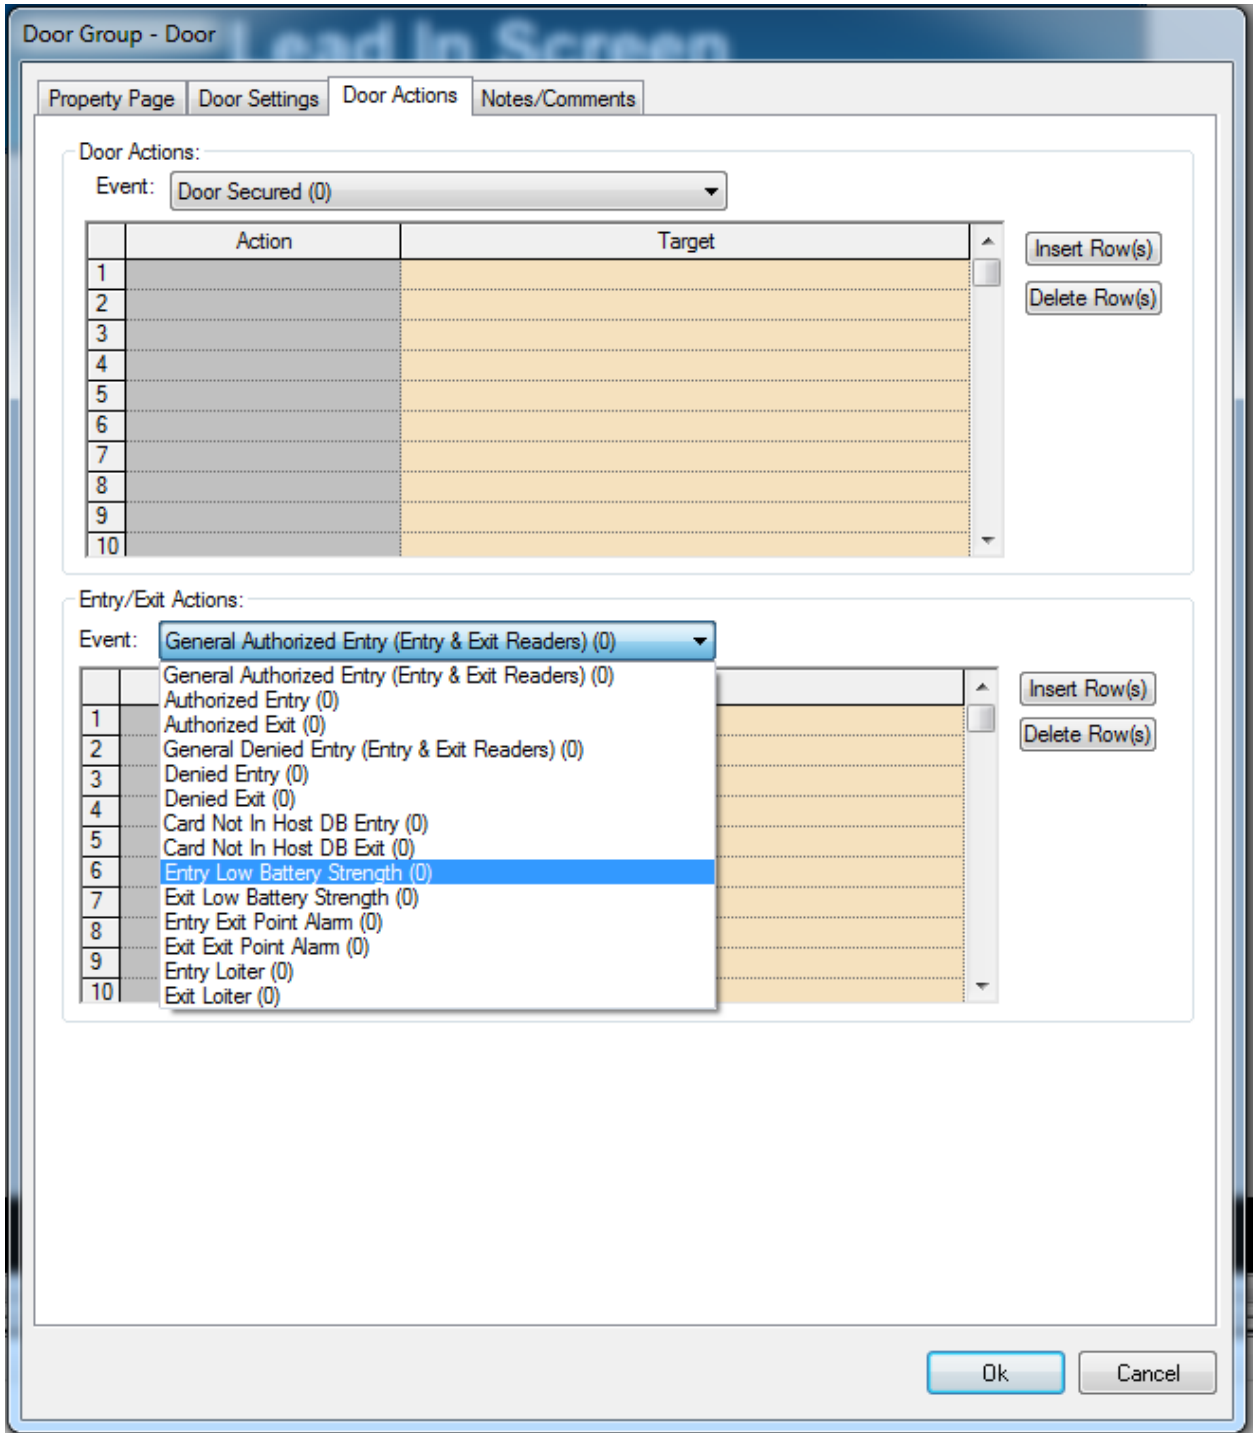 Door Group - Door
Lead In Screen
Property Page Door Settings Door Actions Notes/Comments
Door Actions:
Event: Door Secured (0)
Action Target
Insert Row(s)
Delete Row(s)
1
2
3
4
5
6
7
8
9
10
Entry/Exit Actions:
Event: General Authorized Entry (Entry & Exit Readers) (0)
General Authorized Entry (Entry & Exit Readers) (0)
Authorized Entry (0)
Authorized Exit (0)
General Denied Entry (Entry & Exit Readers) (0)
Denied Entry (0)
Denied Exit (0)
Card Not In Host DB Entry (0)
Card Not In Host DB Exit (0)
Entry Low Battery Strength (0)
Exit Low Battery Strength (0)
Entry Exit Point Alarm (0)
Exit Exit Point Alarm (0)
Entry Loiter (0)
Exit Loiter (0)
1
2
3
4
5
6
7
8
9
10
Insert Row(s)
Delete Row(s)
Ok Cancel